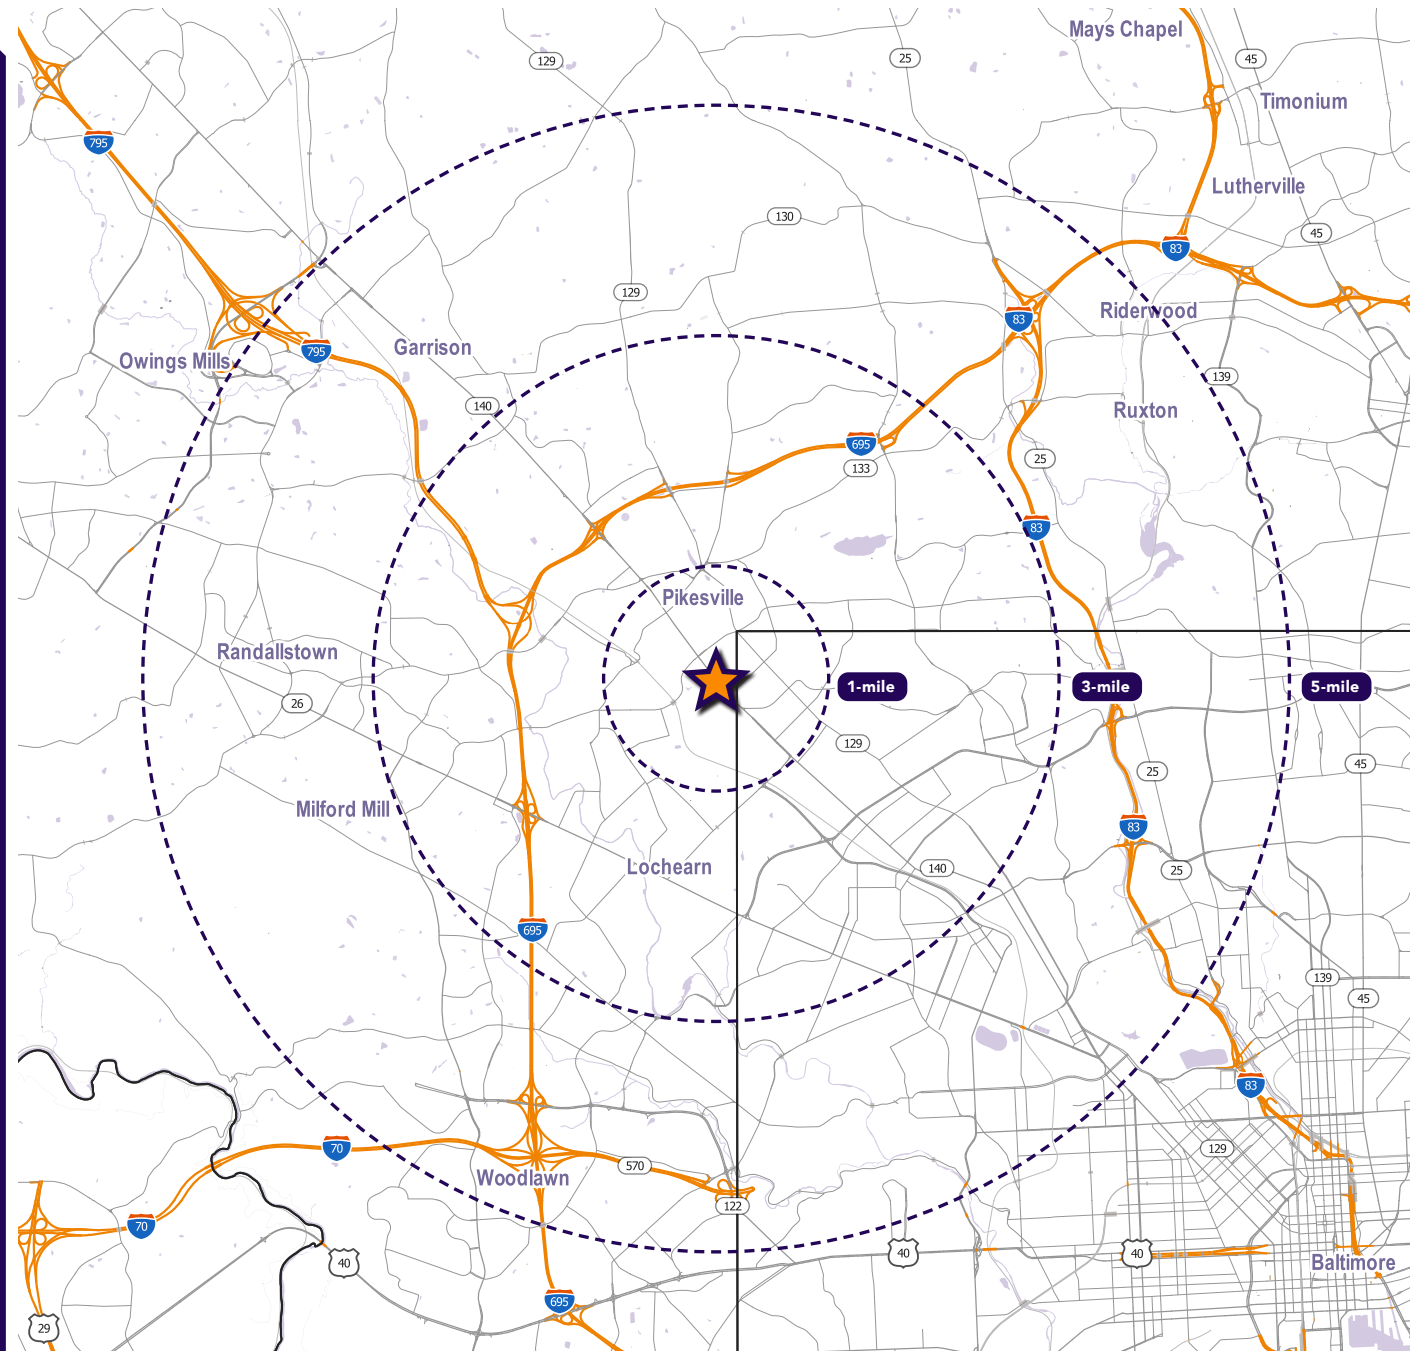 Mays Chapel
129
25
45
Timonium
795
Lutherville
130
45
83
129
Riderwood
83
Garrison
795
Owings Mills
139
140
Ruxton
695
25
133
83
Pikesville
Randallstown
1-mile
3-mile
5-mile
26
129
45
25
Milford Mill
83
Lochearn
140
25
695
139
45
83
70
129
570
Woodlawn
122
70
40
40
40
Baltimore
695
29